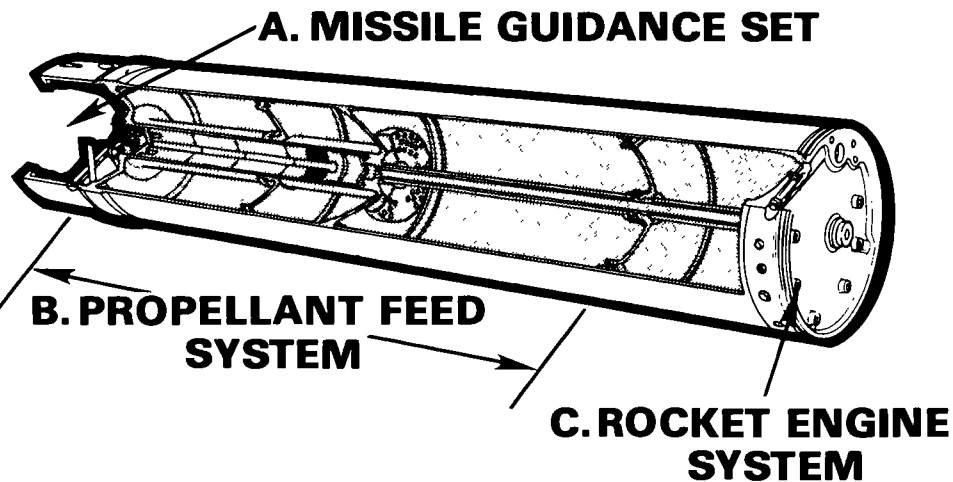 A. MISSILE GUIDANCE SET
B. PROPELLANT FEED
SYSTEM
C. ROCKET ENGINE
SYSTEM